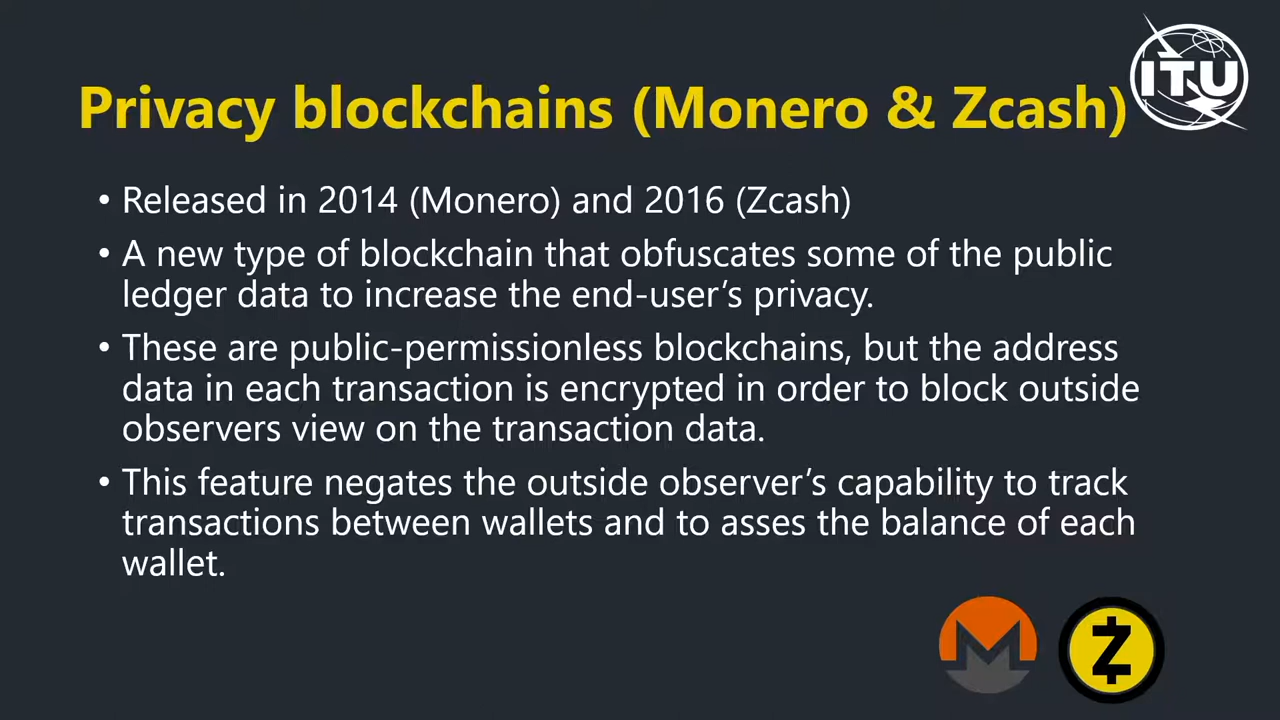 ITU
Privacy blockchains (Monero & Zcash)
• Released in 2014 (Monero) and 2016 (Zcash)
• A new type of blockchain that obfuscates some of the public
ledger data to increase the end-user’s privacy.
• These are public-permissionless blockchains, but the address
data in each transaction is encrypted in order to block outside
observers view on the transaction data.
• This feature negates the outside observer’s capability to track
transactions between wallets and to asses the balance of each
wallet.